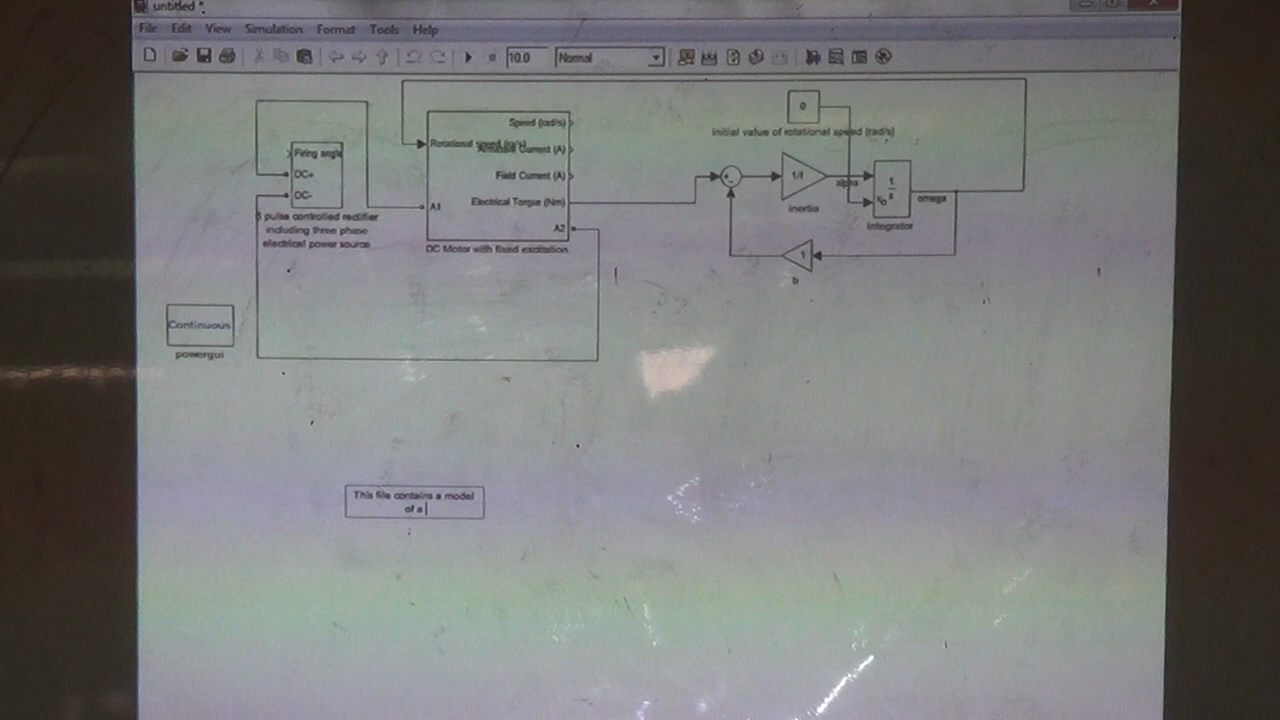 untitled *
File Edit View Simulation Format Tools Help
10.0 Normal
0
Initial value of rotational speed (rad/s)
Speed (rad/s)
Firing angle
Current (A)
DC+
Field Current (A)
1/J
alpha
1
s
DC-
Electrical Torque (Nm)
A1
inertia
xo
omega
6 pulse controlled rectifier
including three phase
electrical power source
A2
integrator
DC Motor with fixed excitation
1
b
Continuous
powergui
This file contains a model
of a